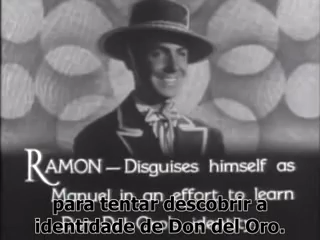 RAMON — Disguises himself as
Manuel in an effort to learn
para tentar descobrir a
identidade de Don del Oro.